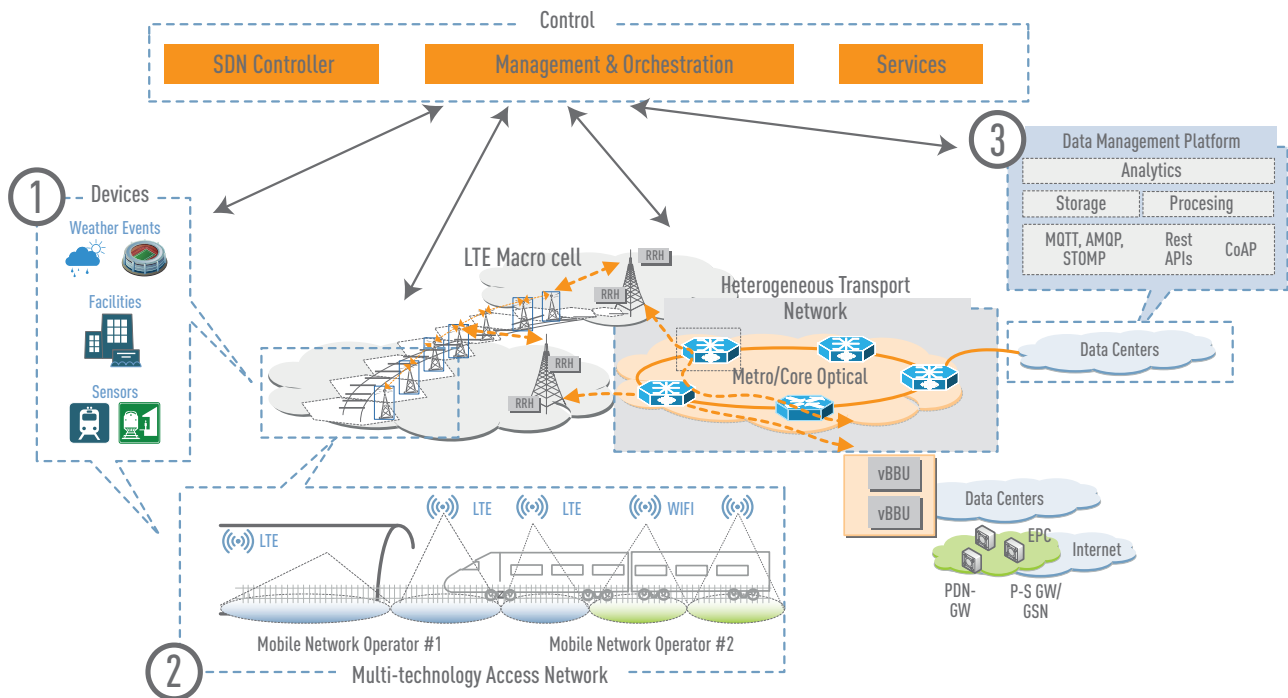 Control
SDN Controller
Management & Orchestration
Services
1
Devices
Weather Events
Facilities
Sensors
3
Data Management Platform
Analytics
Storage
Procesing
MQTT, AMQP,
STOMP
Rest
APIs
CoAP
LTE Macro cell
RRH
RRH
RRH
RRH
Heterogeneous Transport
Network
Metro/Core Optical
Data Centers
vBBU
vBBU
Data Centers
EPC
Internet
PDN-
GW
P-S GW/
GSN
LTE
LTE
LTE
WIFI
Mobile Network Operator #1
Mobile Network Operator #2
2
Multi-technology Access Network